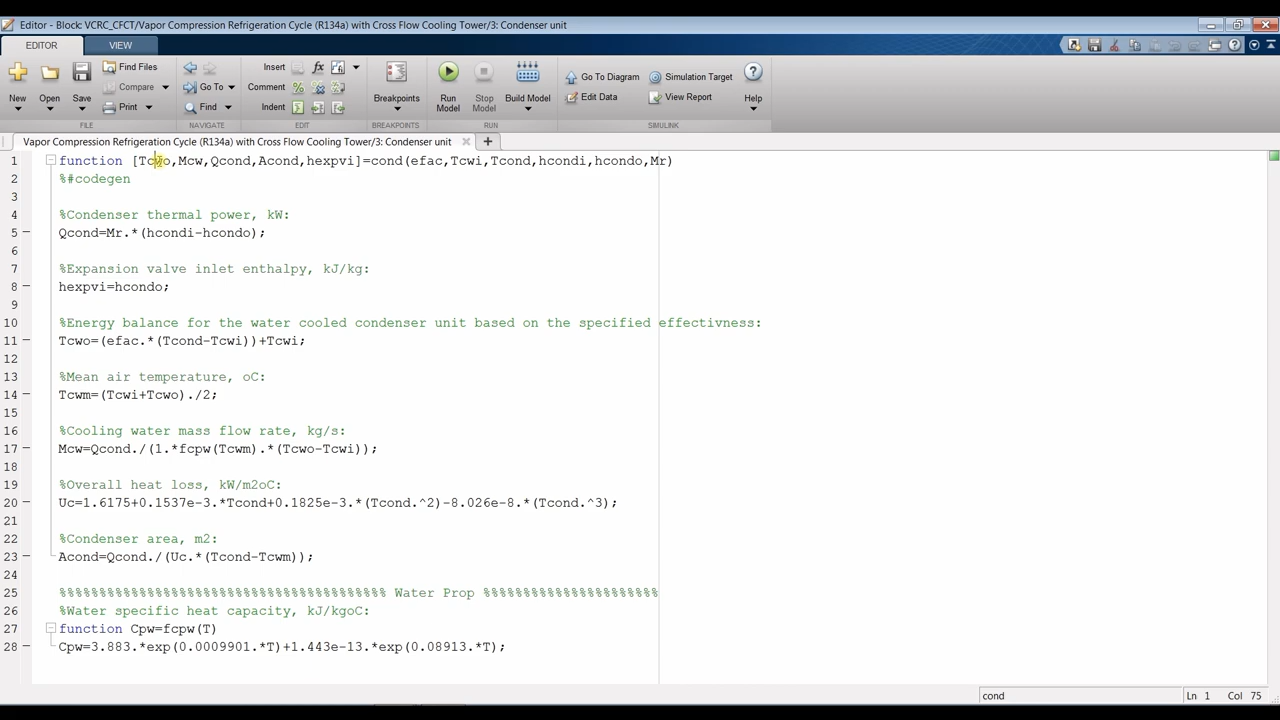 Editor - Block: VCRC_CFCT/Vapor Compression Refrigeration Cycle (R134a) with Cross Flow Cooling Tower/3: Condenser unit
EDITOR VIEW
New Open Save Find Files Compare Print
FILE
Go To Find
NAVIGATE
Insert fx
Comment
Indent
EDIT
Breakpoints
BREAKPOINTS
Run Model Stop Model Build Model
RUN
Go To Diagram Simulation Target
Edit Data View Report
Help
SIMULINK
Vapor Compression Refrigeration Cycle (R134a) with Cross Flow Cooling Tower/3: Condenser unit
1 function [Tcwo,Mcw,Qcond,Acond,hexpvi]=cond(efac,Tcwi,Tcond,hcondi,hcondo,Mr)
2 %#codegen
3
4 %Condenser thermal power, kW:
5 Qcond=Mr.*(hcondi-hcondo);
6
7 %Expansion valve inlet enthalpy, kJ/kg:
8 hexpvi=hcondo;
9
10 %Energy balance for the water cooled condenser unit based on the specified effectivness:
11 Tcwo=(efac.*(Tcond-Tcwi))+Tcwi;
12
13 %Mean air temperature, oC:
14 Tcwm=(Tcwi+Tcwo)./2;
15
16 %Cooling water mass flow rate, kg/s:
17 Mcw=Qcond./(1.*fcpw(Tcwm).*(Tcwo-Tcwi));
18
19 %Overall heat loss, kW/m2oC:
20 Uc=1.6175+0.1537e-3.*Tcond+0.1825e-3.*(Tcond.^2)-8.026e-8.*(Tcond.^3);
21
22 %Condenser area, m2:
23 Acond=Qcond./(Uc.*(Tcond-Tcwm));
24
25 %%%%%%%%%%%%%%%%%%%%%%%%%%%%%%%%%%%%%%%%% Water Prop %%%%%%%%%%%%%%%%%%%%%%
26 %Water specific heat capacity, kJ/kgoC:
27 function Cpw=fcpw(T)
28 Cpw=3.883.*exp(0.0009901.*T)+1.443e-13.*exp(0.08913.*T);
cond Ln 1 Col 75